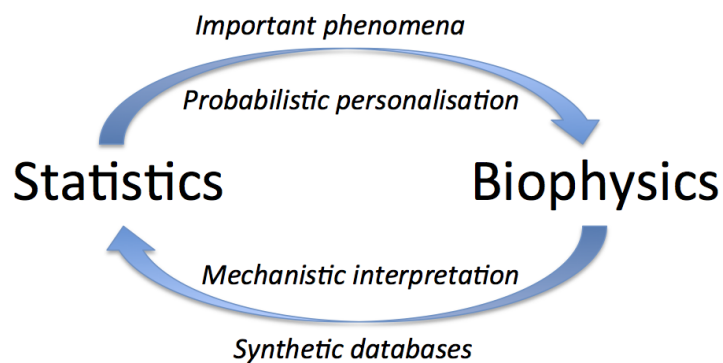 Important phenomena
Probabilistic personalisation
Statistics
Biophysics
Mechanistic interpretation
Synthetic databases